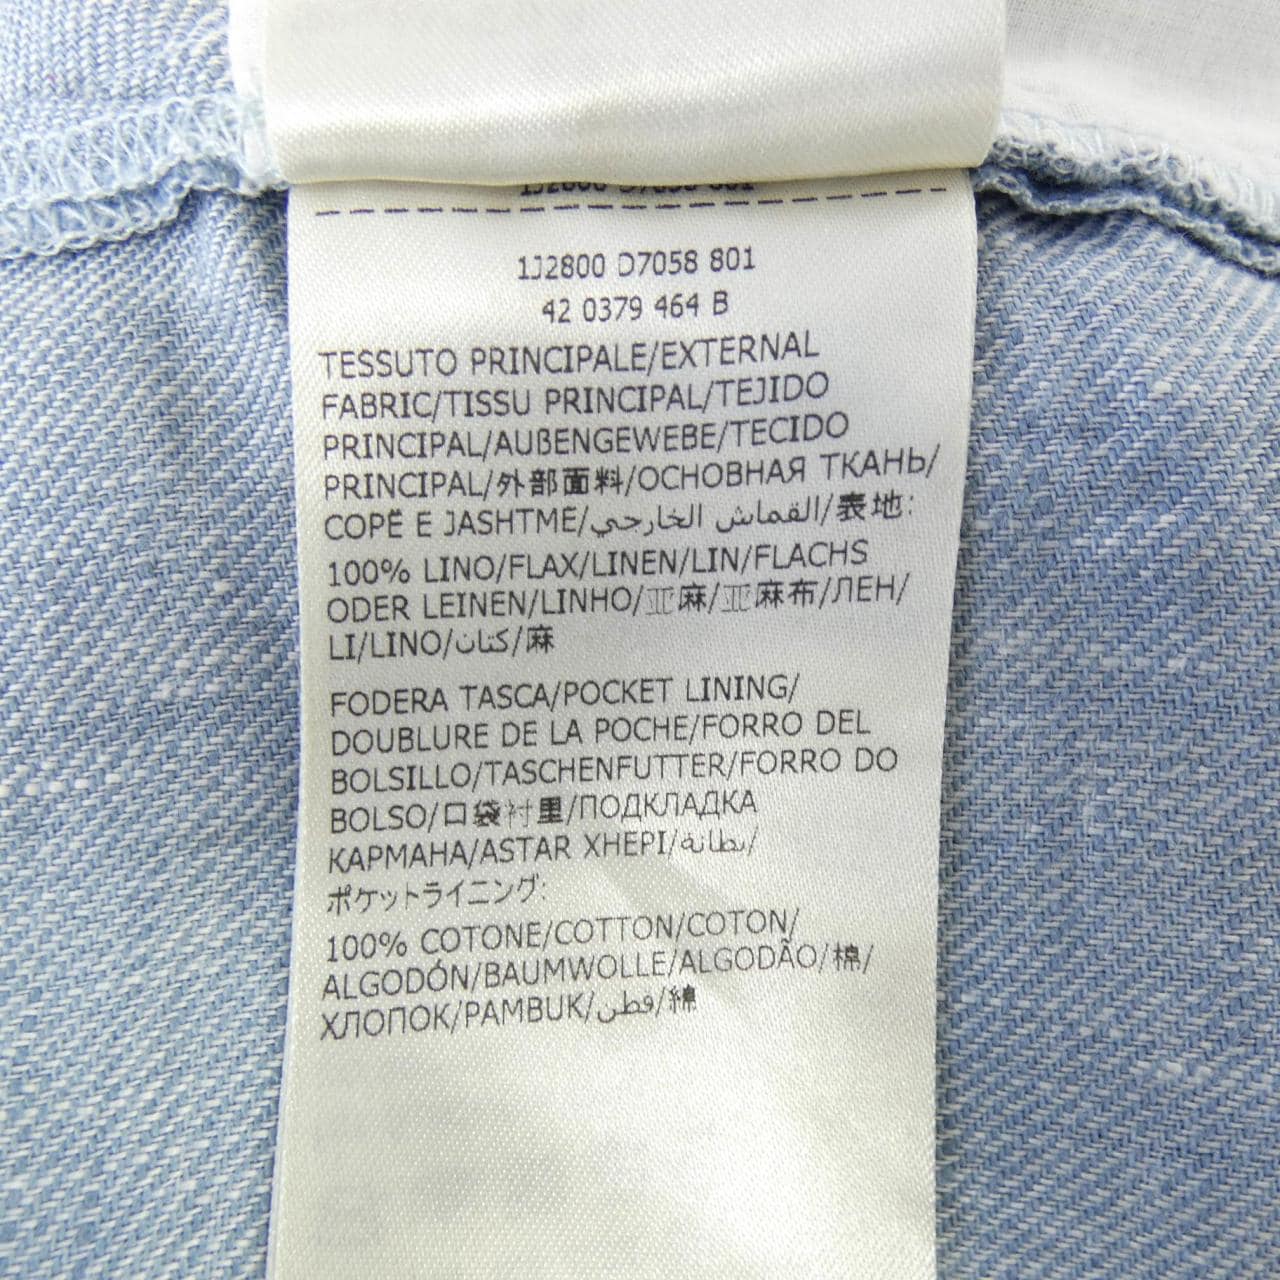 1J2800 D7058 801
1J2800 D7058 801
42 0379 464 B
TESSUTO PRINCIPALE/EXTERNAL
FABRIC/TISSU PRINCIPAL/TEJIDO
PRINCIPAL/AUßENGEWEBE/TECIDO
PRINCIPAL/外部面料/ОСНОВНАЯ ТКАНЬ/
COPË E JASHTME/القماش الخارجي/表地:
100% LINO/FLAX/LINEN/LIN/FLACHS
ODER LEINEN/LINHO/亚麻/亚麻布/ЛЕН/
LI/LINO/كتان/麻
FODERA TASCA/POCKET LINING/
DOUBLURE DE LA POCHE/FORRO DEL
BOLSILLO/TASCHENFUTTER/FORRO DO
BOLSO/口袋衬里/ПОДКЛАДКА
КАРМАНА/ASTAR XHEPI/بطانة/
ポケットライニング:
100% COTONE/COTTON/COTON/
ALGODÓN/BAUMWOLLE/ALGODÃO/棉/
ХЛОПОК/PAMBUK/قطن/綿